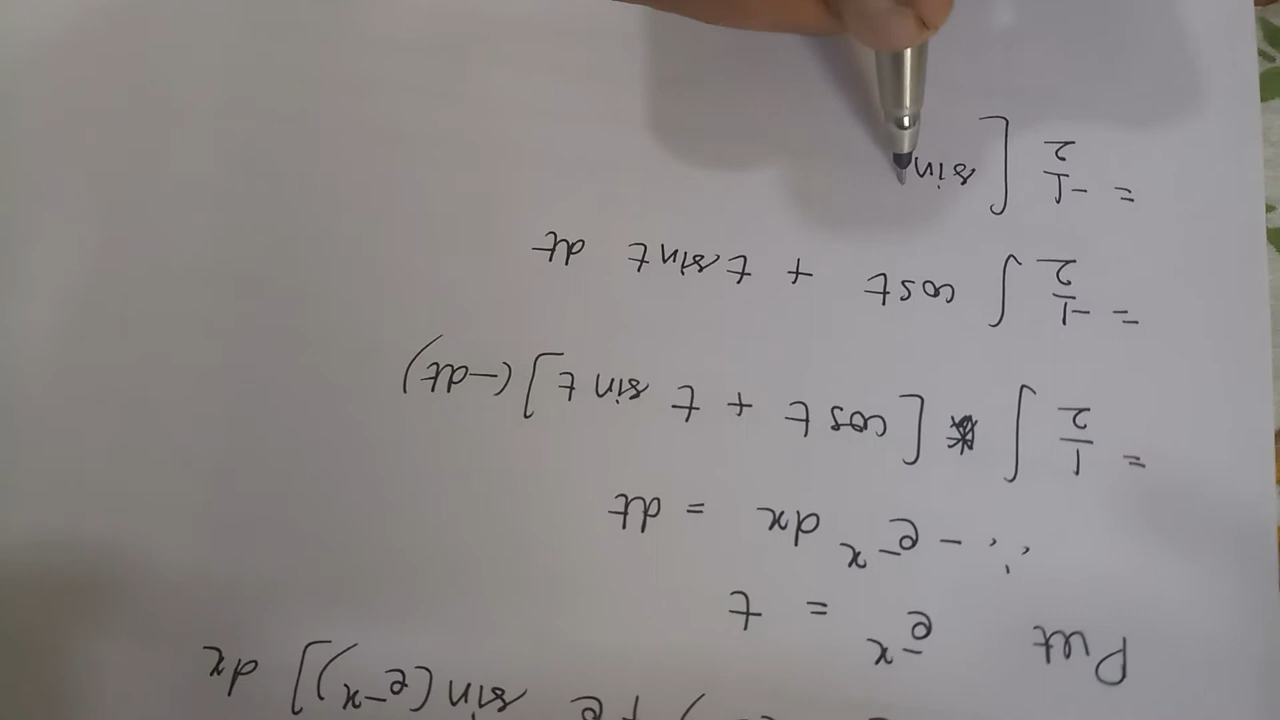 e sin (e^-x)] dx
Put e^-x = t
∴ - e^-x dx = dt
= 1/2 ∫ [cos t + t sin t] (-dt)
= -1/2 ∫ cos t + t sin t dt
= -1/2 [ sin